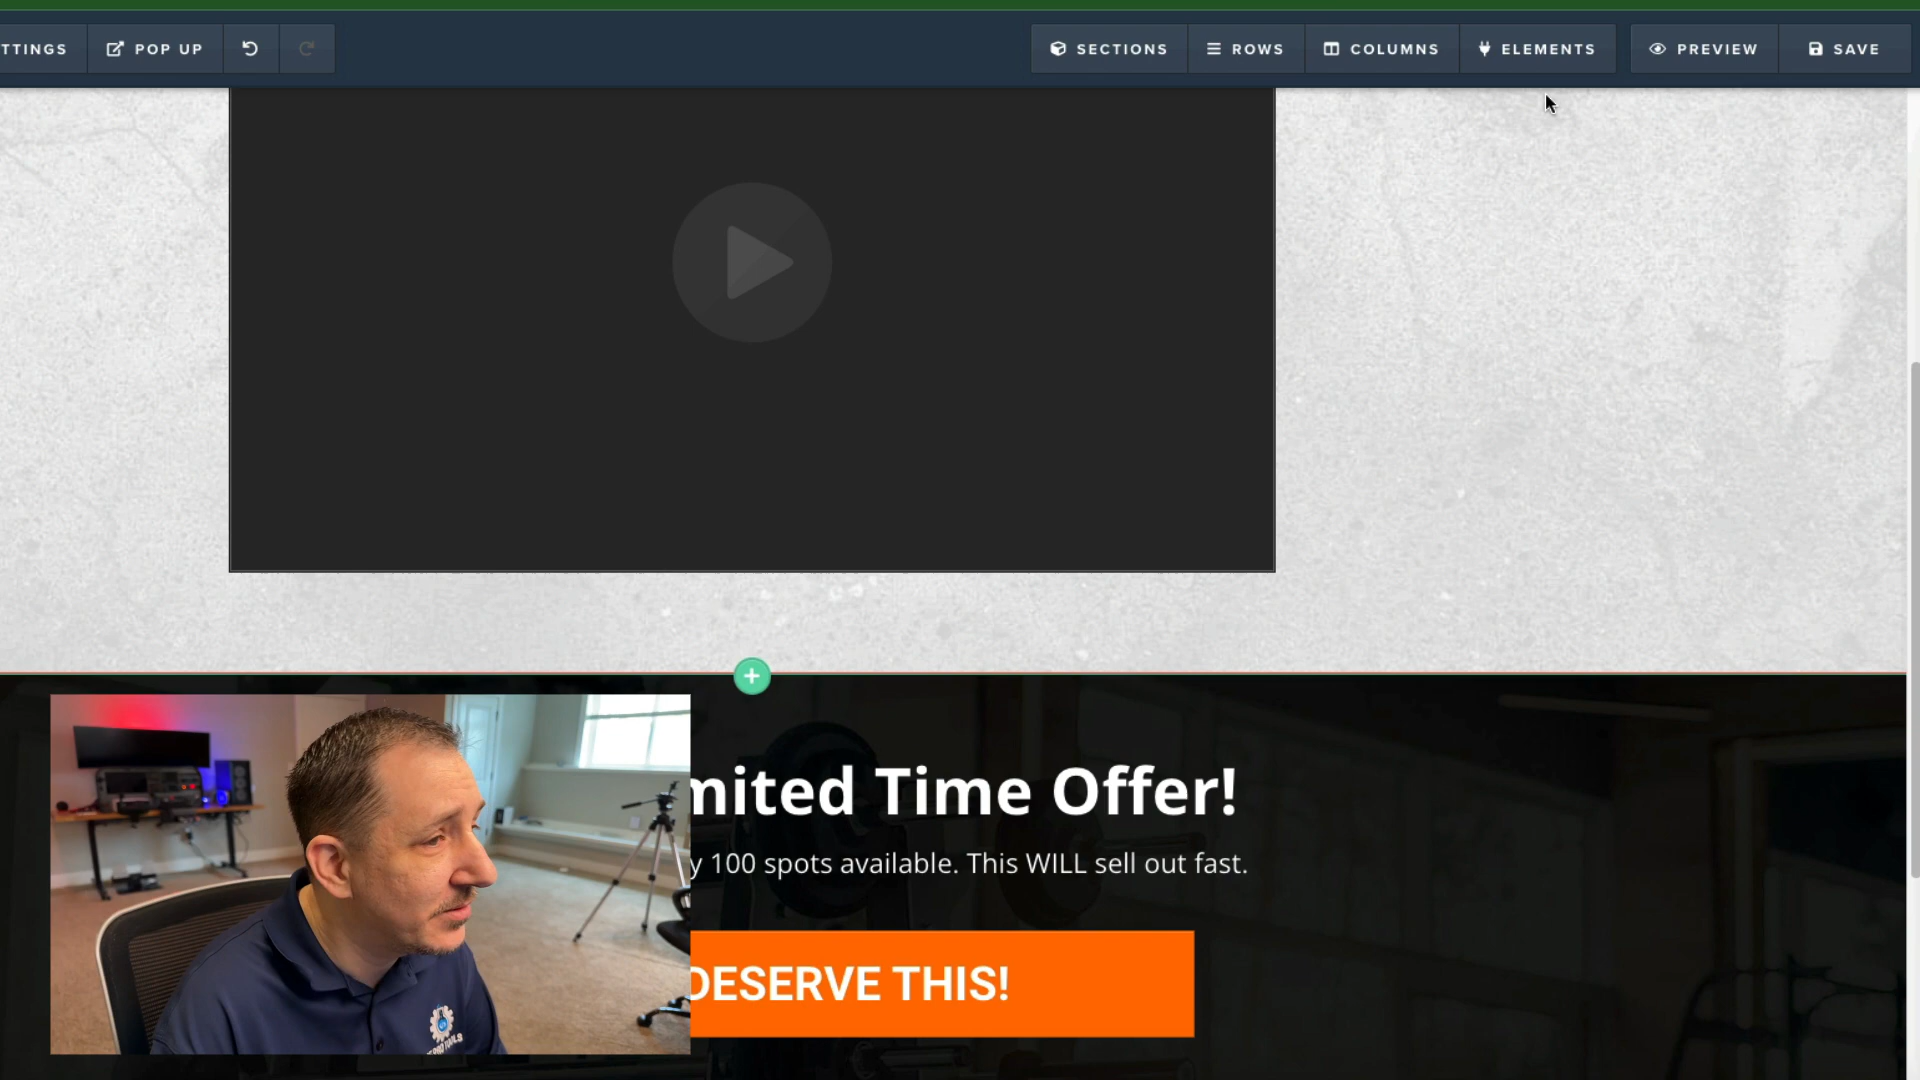 TTINGS
POP UP
SECTIONS
ROWS
COLUMNS
ELEMENTS
PREVIEW
SAVE
mited Time Offer!
y 100 spots available. This WILL sell out fast.
DESERVE THIS!